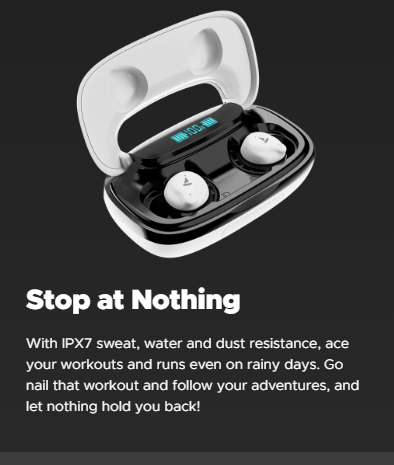 100
Stop at Nothing
With IPX7 sweat, water and dust resistance, ace
your workouts and runs even on rainy days. Go
nail that workout and follow your adventures, and
let nothing hold you back!